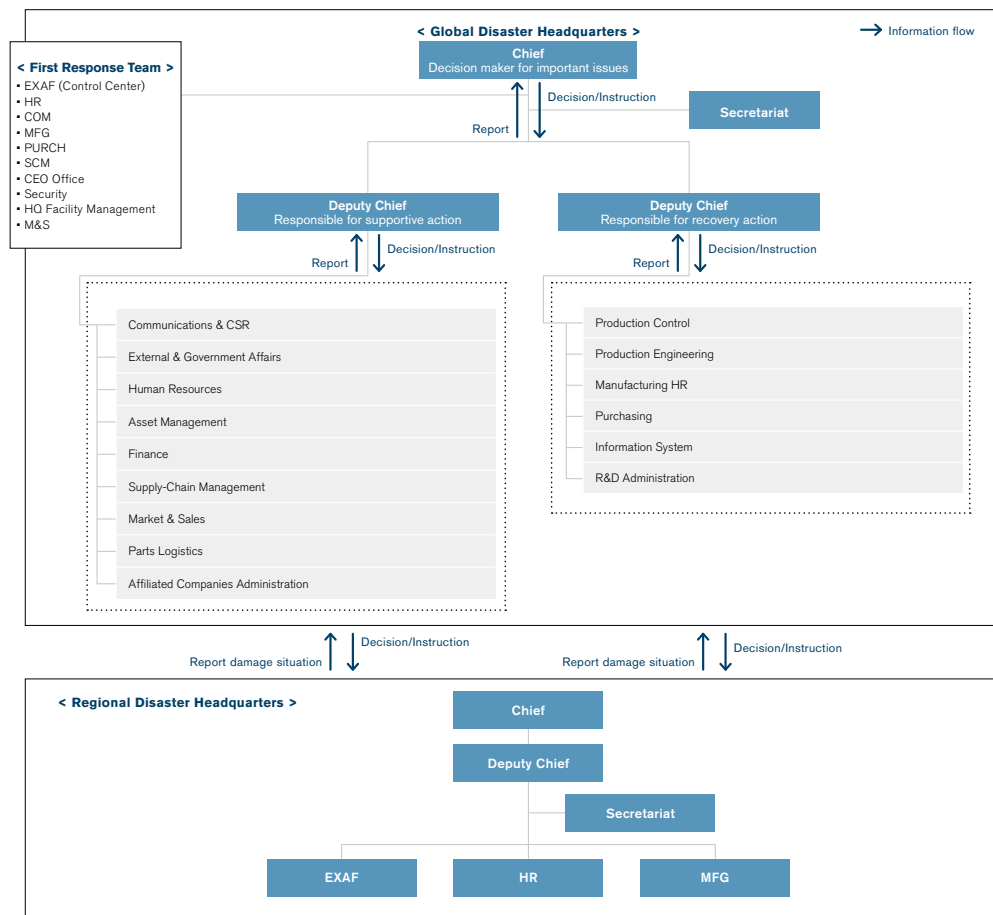 < Global Disaster Headquarters >
Information flow
Chief
Decision maker for important issues
< First Response Team >
▪ EXAF (Control Center)
▪ HR
▪ COM
▪ MFG
▪ PURCH
▪ SCM
▪ CEO Office
▪ Security
▪ HQ Facility Management
▪ M&S
Decision/Instruction
Report
Secretariat
Deputy Chief
Responsible for supportive action
Deputy Chief
Responsible for recovery action
Decision/Instruction
Report
Decision/Instruction
Report
Communications & CSR
External & Government Affairs
Human Resources
Asset Management
Finance
Supply-Chain Management
Market & Sales
Parts Logistics
Affiliated Companies Administration
Production Control
Production Engineering
Manufacturing HR
Purchasing
Information System
R&D Administration
Decision/Instruction
Report damage situation
Decision/Instruction
Report damage situation
< Regional Disaster Headquarters >
Chief
Deputy Chief
Secretariat
EXAF
HR
MFG